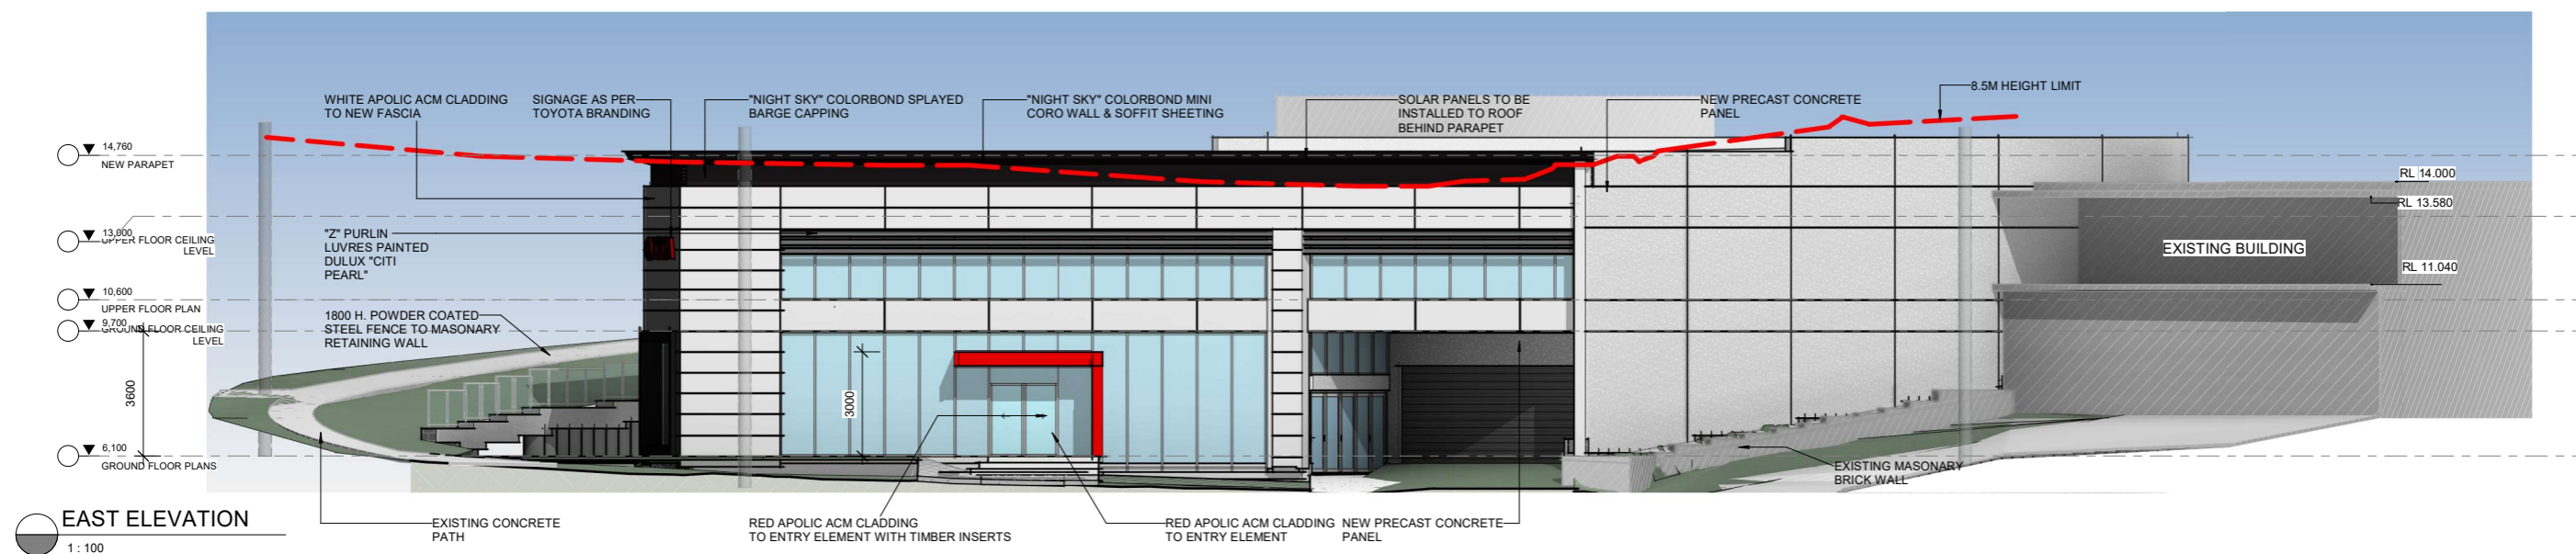 WHITE APOLIC ACM CLADDING
TO NEW FASCIA
SIGNAGE AS PER
TOYOTA BRANDING
"NIGHT SKY" COLORBOND SPLAYED
BARGE CAPPING
"NIGHT SKY" COLORBOND MINI
CORO WALL & SOFFIT SHEETING
SOLAR PANELS TO BE
INSTALLED TO ROOF
BEHIND PARAPET
NEW PRECAST CONCRETE
PANEL
8.5M HEIGHT LIMIT
14,760
NEW PARAPET
RL 14.000
RL 13.580
13,000
UPPER FLOOR CEILING
LEVEL
"Z" PURLIN
LUVRES PAINTED
DULUX "CITI
PEARL"
EXISTING BUILDING
RL 11.040
10,600
UPPER FLOOR PLAN
9,700
GROUND FLOOR CEILING
LEVEL
1800 H. POWDER COATED
STEEL FENCE TO MASONARY
RETAINING WALL
3600
3000
6,100
GROUND FLOOR PLANS
EXISTING MASONARY
BRICK WALL
EAST ELEVATION
1 : 100
EXISTING CONCRETE
PATH
RED APOLIC ACM CLADDING
TO ENTRY ELEMENT WITH TIMBER INSERTS
RED APOLIC ACM CLADDING
TO ENTRY ELEMENT
NEW PRECAST CONCRETE
PANEL